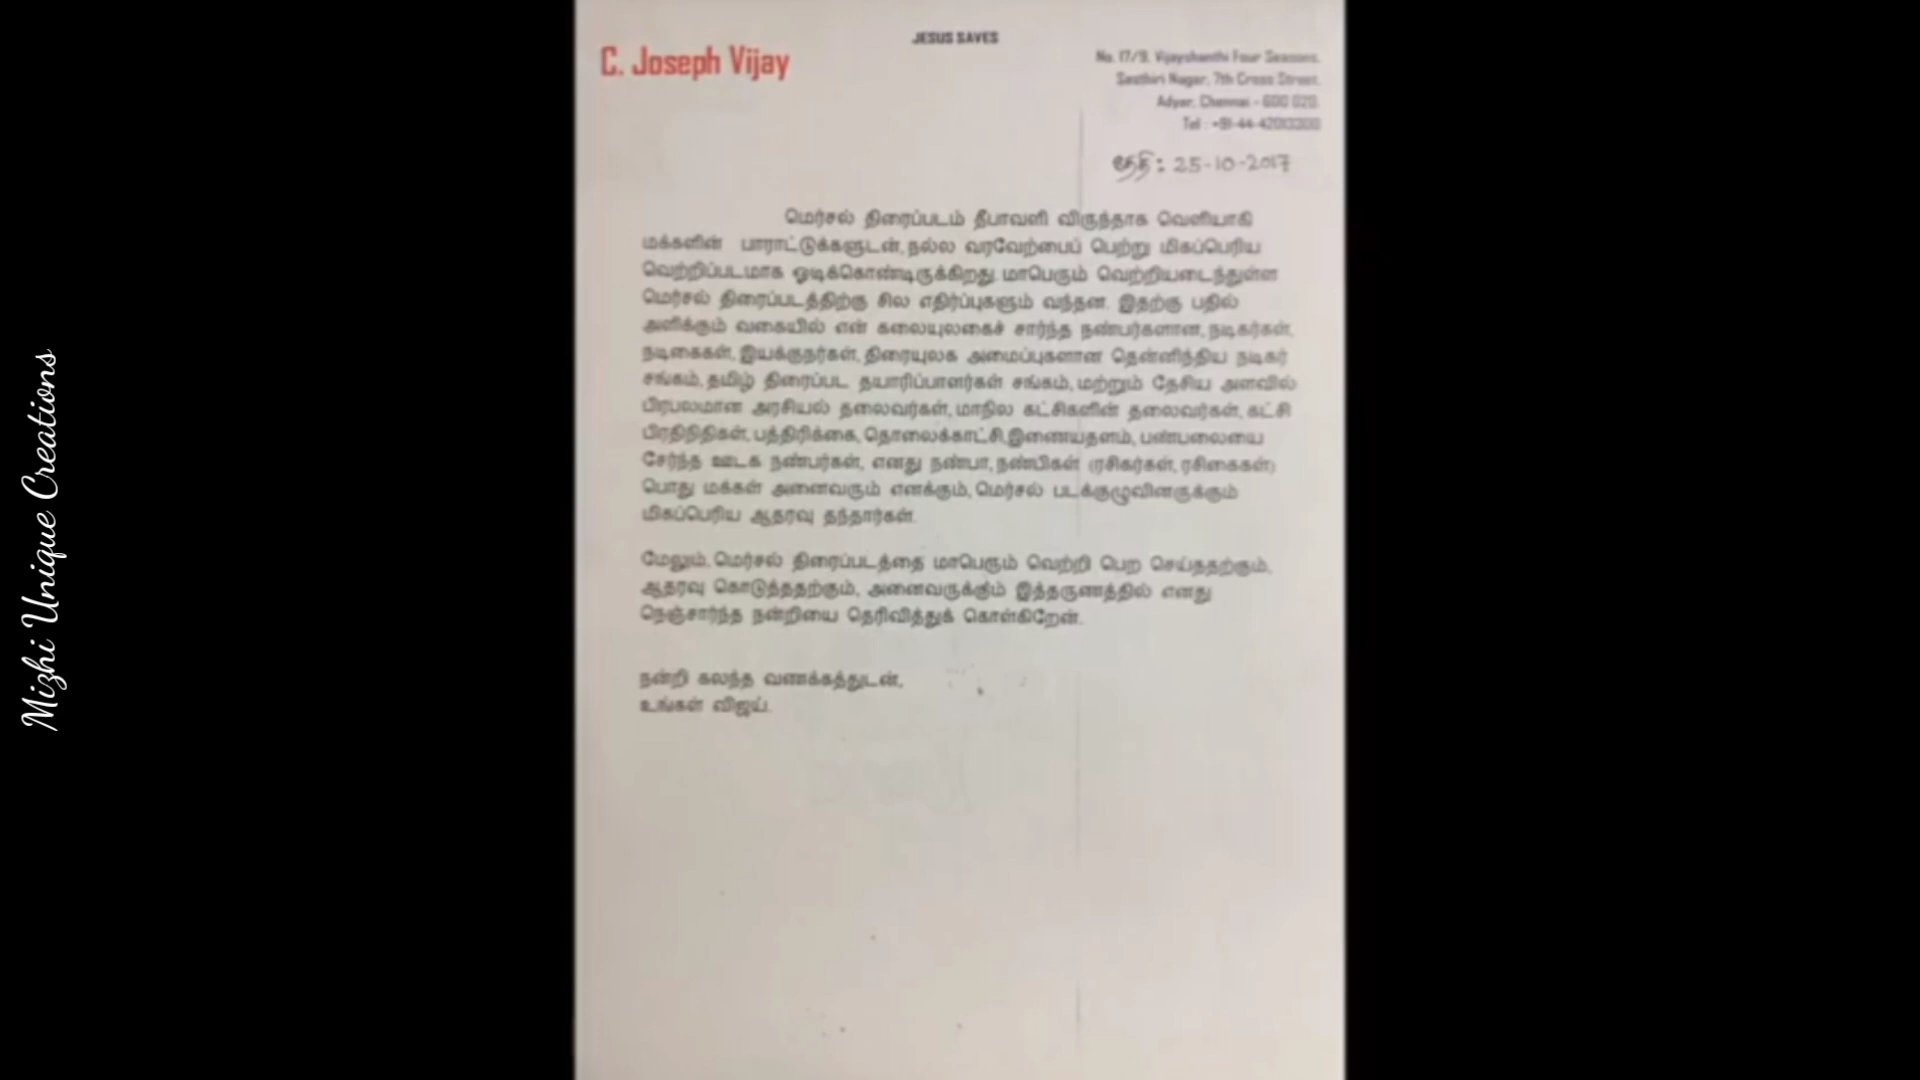 JESUS SAVES
C. Joseph Vijay
No. 17/9, Vijayshanthi Four Seasons,
Sasthiri Nagar, 7th Cross Street,
Adyar, Chennai - 600 020.
Tel : +91-44-42013300
தேதி : 25-10-2017
மெர்சல் திரைப்படம் தீபாவளி விருந்தாக வெளியாகி
மக்களின் பாராட்டுக்களுடன், நல்ல வரவேற்பைப் பெற்று மிகப்பெரிய
வெற்றிப்படமாக ஓடிக்கொண்டிருக்கிறது. மாபெரும் வெற்றியடைந்துள்ள
மெர்சல் திரைப்படத்திற்கு சில எதிர்ப்புகளும் வந்தன. இதற்கு பதில்
அளிக்கும் வகையில் என் கலையுலகைச் சார்ந்த நண்பர்களான, நடிகர்கள்,
நடிகைகள், இயக்குநர்கள், திரையுலக அமைப்புகளான தென்னிந்திய நடிகர்
சங்கம், தமிழ் திரைப்பட தயாரிப்பாளர்கள் சங்கம், மற்றும் தேசிய அளவில்
பிரபலமான அரசியல் தலைவர்கள், மாநில கட்சிகளின் தலைவர்கள், கட்சி
பிரதிநிதிகள், பத்திரிக்கை, தொலைக்காட்சி, இணையதளம், பண்பலையை
சேர்ந்த ஊடக நண்பர்கள், எனது நண்பா, நண்பிகள் (ரசிகர்கள், ரசிகைகள்)
பொது மக்கள் அனைவரும் எனக்கும், மெர்சல் படக்குழுவினருக்கும்
மிகப்பெரிய ஆதரவு தந்தார்கள்.
மேலும், மெர்சல் திரைப்படத்தை மாபெரும் வெற்றி பெற செய்ததற்கும்,
ஆதரவு கொடுத்ததற்கும், அனைவருக்கும் இத்தருணத்தில் எனது
நெஞ்சார்ந்த நன்றியை தெரிவித்துக் கொள்கிறேன்.
நன்றி கலந்த வணக்கத்துடன்,
உங்கள் விஜய்.
Mizhi Unique Creations